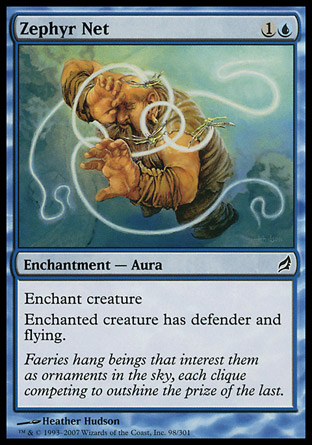 Zephyr Net 1
Enchantment — Aura
Enchant creature
Enchanted creature has defender and
flying.
Faeries hang beings that interest them
as ornaments in the sky, each clique
competing to outshine the prize of the last.
Heather Hudson
™ & © 1993–2007 Wizards of the Coast, Inc. 98/301